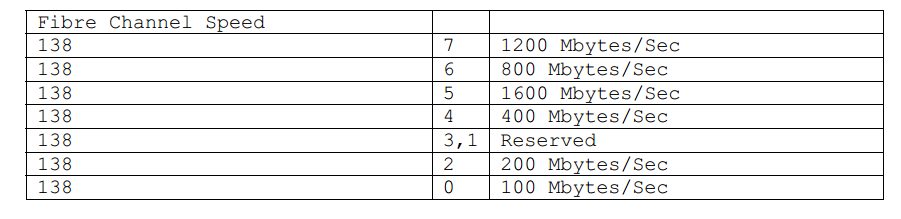 Fibre Channel Speed
138 7 1200 Mbytes/Sec
138 6 800 Mbytes/Sec
138 5 1600 Mbytes/Sec
138 4 400 Mbytes/Sec
138 3,1 Reserved
138 2 200 Mbytes/Sec
138 0 100 Mbytes/Sec